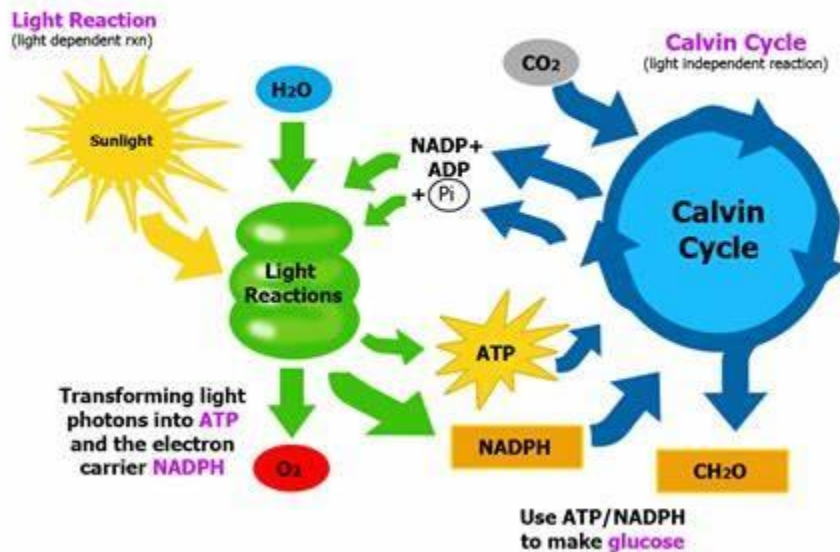 Light Reaction
(light dependent rxn)
Sunlight
H2O
CO2
Calvin Cycle
(light independent reaction)
NADP+
ADP
+ Pi
Light
Reactions
Calvin
Cycle
ATP
Transforming light
photons into ATP
and the electron
carrier NADPH
O2
NADPH
CH2O
Use ATP/NADPH
to make glucose